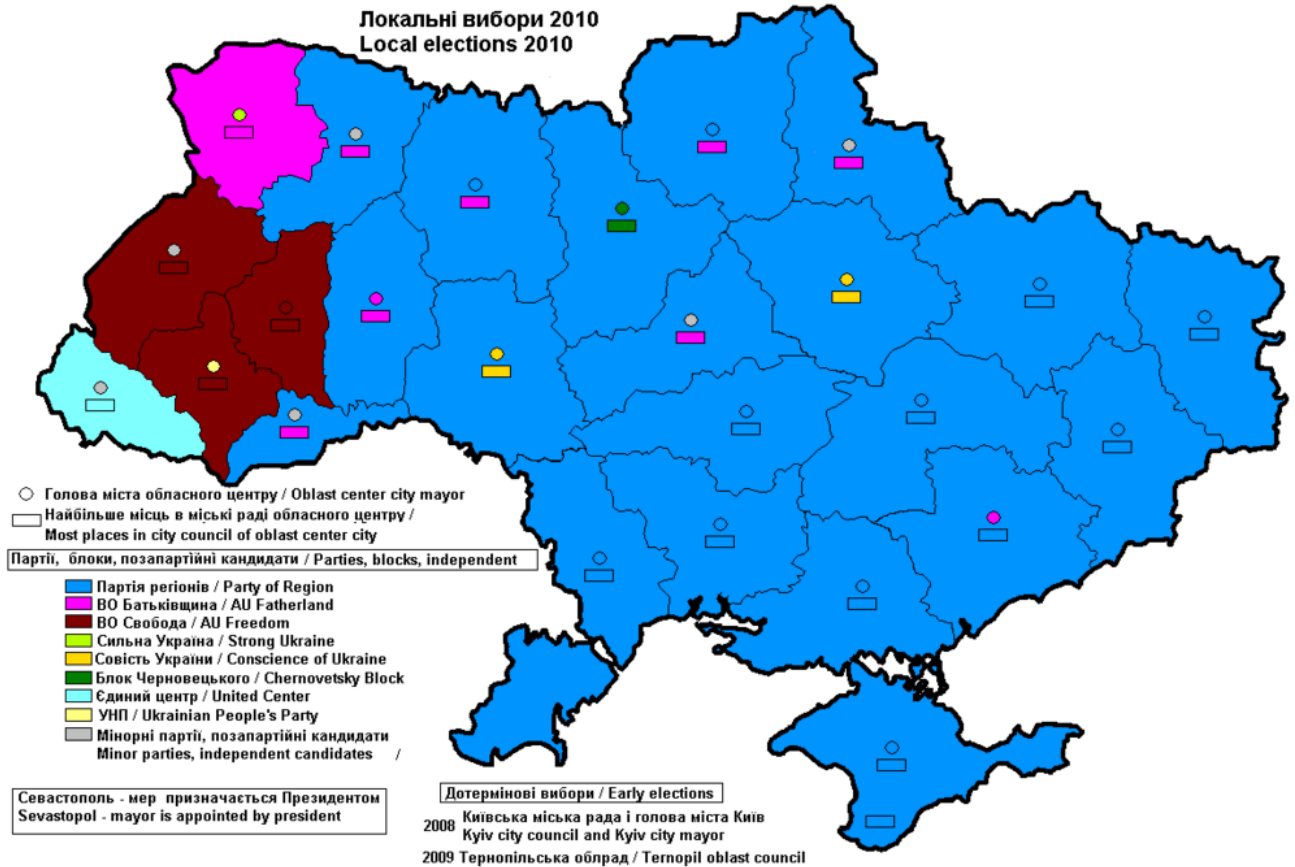 Локальні вибори 2010
Local elections 2010
Голова міста обласного центру / Oblast center city mayor
Найбільше місць в міські раді обласного центру /
Most places in city council of oblast center city
Партії, блоки, позапартійні кандидати / Parties, blocks, independent
Партія регіонів / Party of Region
ВО Батьківщина / AU Fatherland
ВО Свобода / AU Freedom
Сильна Україна / Strong Ukraine
Совість України / Conscience of Ukraine
Блок Черновецького / Chernovetsky Block
Єдиний центр / United Center
УНП / Ukrainian People's Party
Мінорні партії, позапартійні кандидати
Minor parties, independent candidates /
Севастополь - мер призначається Президентом
Sevastopol - mayor is appointed by president
Дотермінові вибори / Early elections
2008 Київська міська рада і голова міста Київ
Kyiv city council and Kyiv city mayor
2009 Тернопільська облрад / Ternopil oblast council